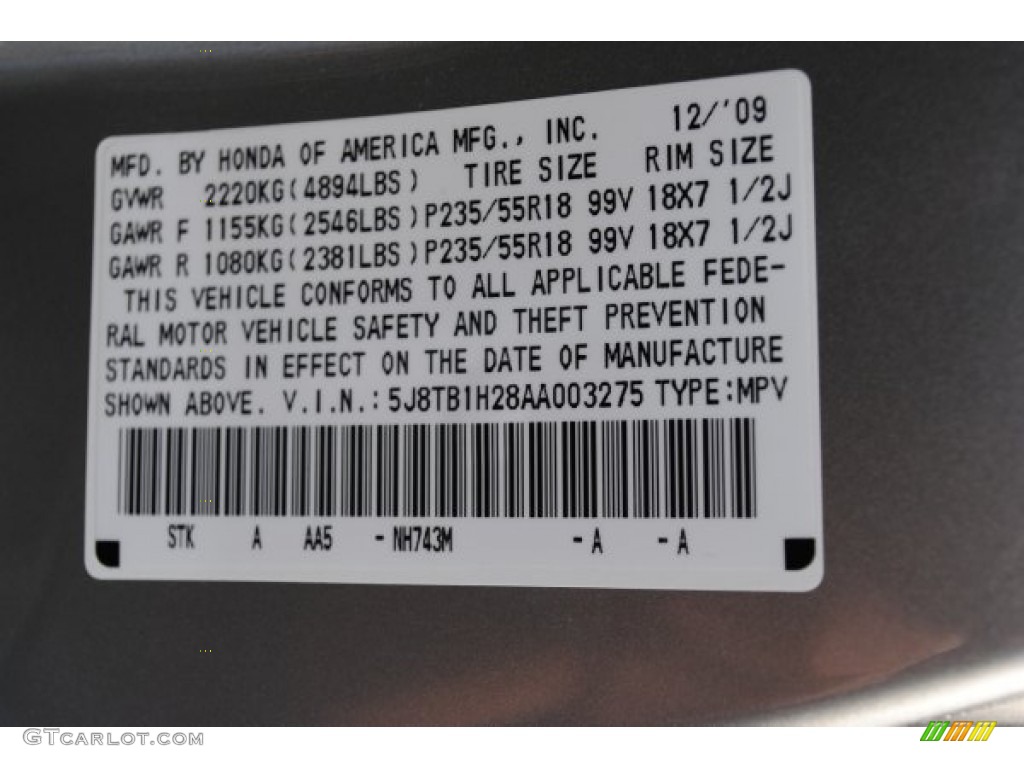 MFD. BY HONDA OF AMERICA MFG., INC. 12/'09
GVWR 2220KG(4894LBS) TIRE SIZE RIM SIZE
GAWR F 1155KG(2546LBS)P235/55R18 99V 18X7 1/2J
GAWR R 1080KG(2381LBS)P235/55R18 99V 18X7 1/2J
THIS VEHICLE CONFORMS TO ALL APPLICABLE FEDE-
RAL MOTOR VEHICLE SAFETY AND THEFT PREVENTION
STANDARDS IN EFFECT ON THE DATE OF MANUFACTURE
SHOWN ABOVE. V.I.N.:5J8TB1H28AA003275 TYPE:MPV
STK A AA5 -NH743M -A -A
GTCarLot.com